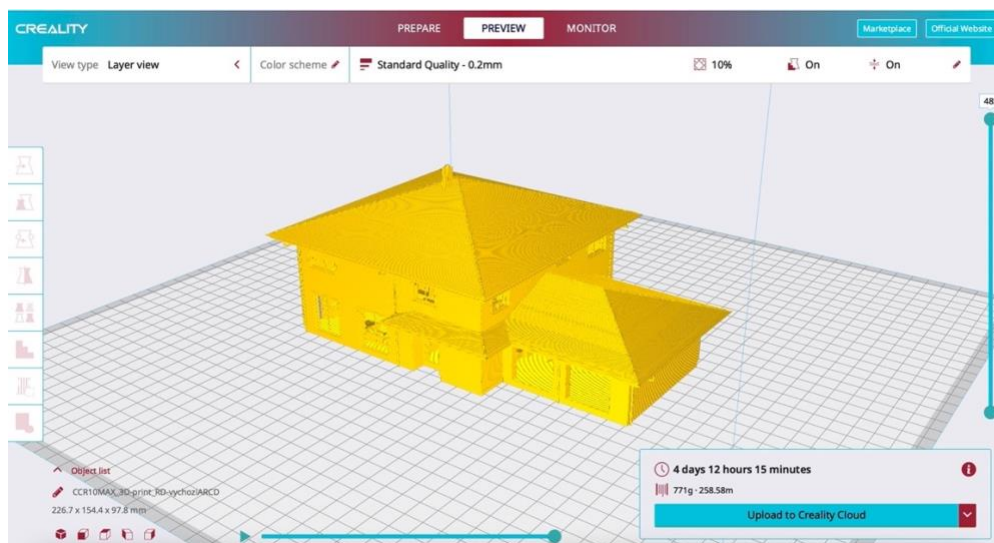 CREALITY
PREPARE PREVIEW MONITOR
Marketplace Official Website
View type Layer view Color scheme Standard Quality - 0.2mm 10% On On
48
4 days 12 hours 15 minutes
771g · 258.58m
Upload to Creality Cloud
Object list
CCR10MAX_3D-print_RD-vychoziARCD
226.7 x 154.4 x 97.8 mm